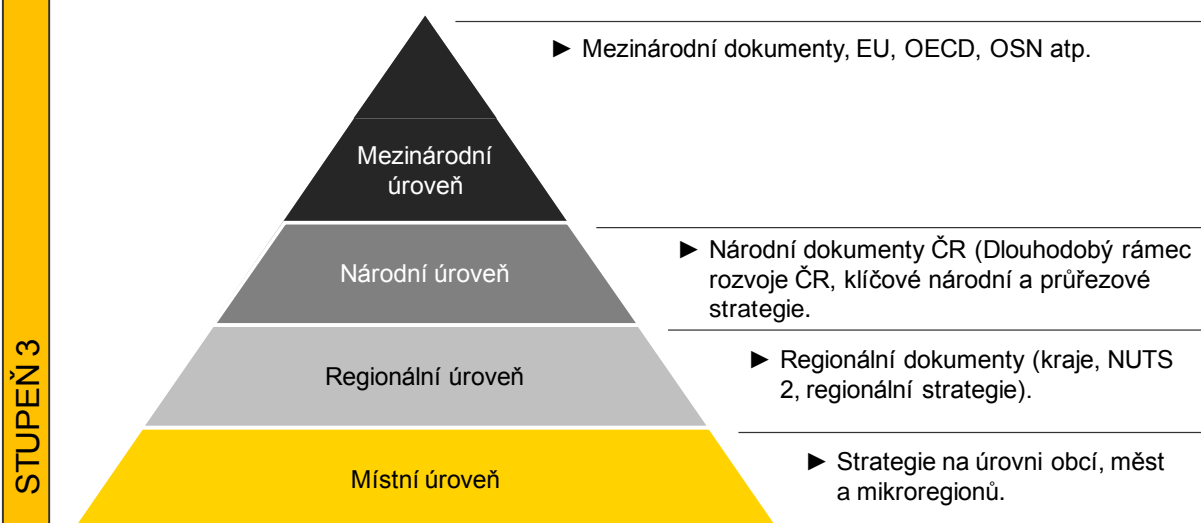 STUPEŇ 3
► Mezinárodní dokumenty, EU, OECD, OSN atp.
Mezinárodní
úroveň
Národní úroveň
► Národní dokumenty ČR (Dlouhodobý rámec
rozvoje ČR, klíčové národní a průřezové
strategie.
Regionální úroveň
► Regionální dokumenty (kraje, NUTS
2, regionální strategie).
Místní úroveň
► Strategie na úrovni obcí, měst
a mikroregionů.